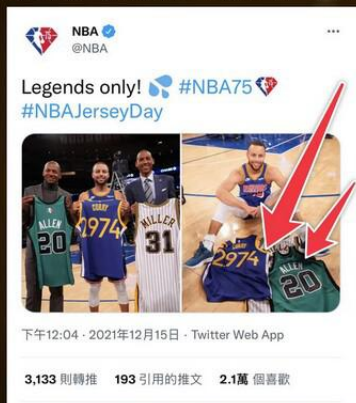 NBA
@NBA
Legends only! 💦 #NBA75
#NBAJerseyDay
ALLEN
20
CURRY
2974
MILLER
31
CURRY
2974
ALLEN
20
下午12:04 · 2021年12月15日 · Twitter Web App
3,133 則轉推 193 引用的推文 2.1萬 個喜歡